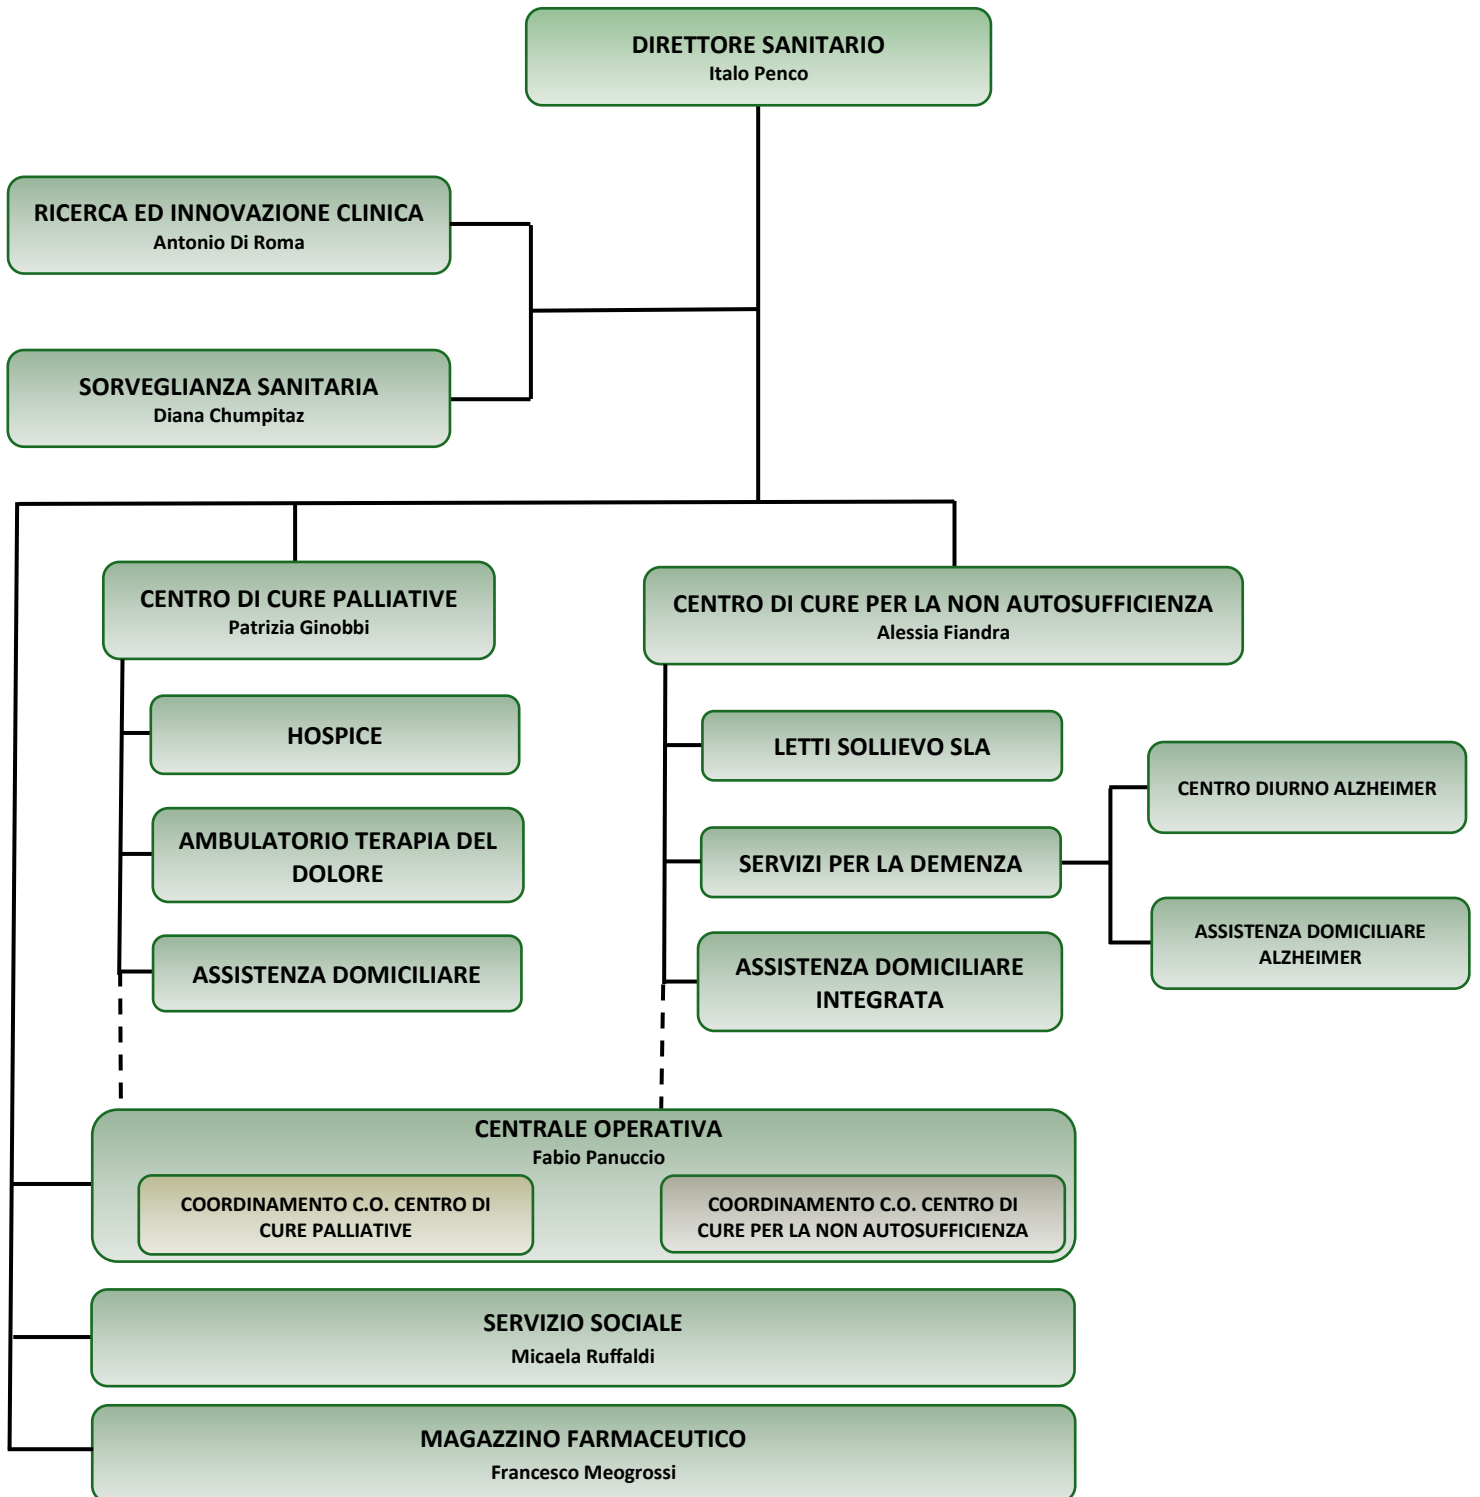 DIRETTORE SANITARIO
Italo Penco
RICERCA ED INNOVAZIONE CLINICA
Antonio Di Roma
SORVEGLIANZA SANITARIA
Diana Chumpitaz
CENTRO DI CURE PALLIATIVE
Patrizia Ginobbi
CENTRO DI CURE PER LA NON AUTOSUFFICIENZA
Alessia Fiandra
HOSPICE
AMBULATORIO TERAPIA DEL
DOLORE
ASSISTENZA DOMICILIARE
LETTI SOLLIEVO SLA
SERVIZI PER LA DEMENZA
ASSISTENZA DOMICILIARE
INTEGRATA
CENTRO DIURNO ALZHEIMER
ASSISTENZA DOMICILIARE
ALZHEIMER
CENTRALE OPERATIVA
Fabio Panuccio
COORDINAMENTO C.O. CENTRO DI
CURE PALLIATIVE
COORDINAMENTO C.O. CENTRO DI
CURE PER LA NON AUTOSUFFICIENZA
SERVIZIO SOCIALE
Micaela Ruffaldi
MAGAZZINO FARMACEUTICO
Francesco Meogrossi